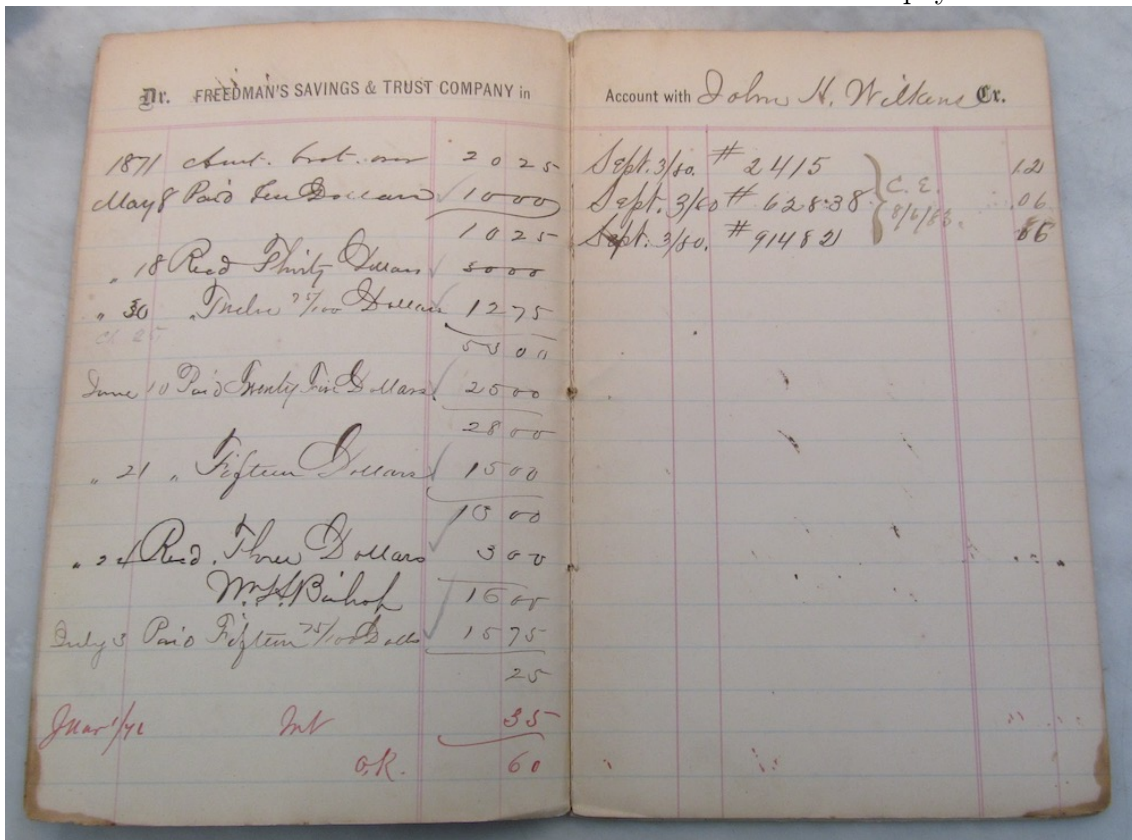 Dr. FREEDMAN'S SAVINGS & TRUST COMPANY in
1871 Amt. brot. over 20 25
May 8 Paid Ten Dollars 10 00
10 25
" 18 Recd Thirty Dollars 30 00
" 30 " Twelve 75/100 Dollars 12 75
53 00
June 10 Paid Twenty Five Dollars 25 00
28 00
" 21 " Fifteen Dollars 15 00
13 00
" 24 Recd. Three Dollars 3 00
Wm H Bishop 16 00
July 3 Paid Fifteen 75/100 Dolls 15 75
25
Int 35
O.K. 60
Account with John H. Wilkins Cr.
Sept. 3/80. # 2415 .12
Sept. 3/80 # 62838 C. E. .06
Sept. 3/80. # 91482 8/6/83.